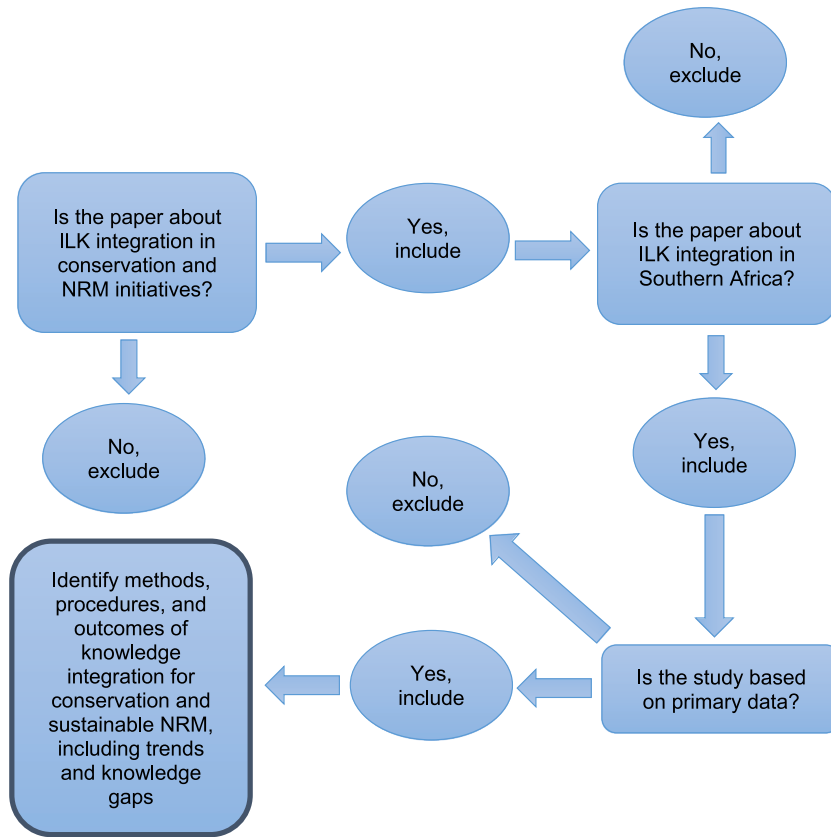 Is the paper about
ILK integration in
conservation and
NRM initiatives?
No,
exclude
Yes,
include
Is the paper about
ILK integration in
Southern Africa?
No,
exclude
Yes,
include
Is the study based
on primary data?
No,
exclude
Yes,
include
Identify methods,
procedures, and
outcomes of
knowledge
integration for
conservation and
sustainable NRM,
including trends
and knowledge
gaps